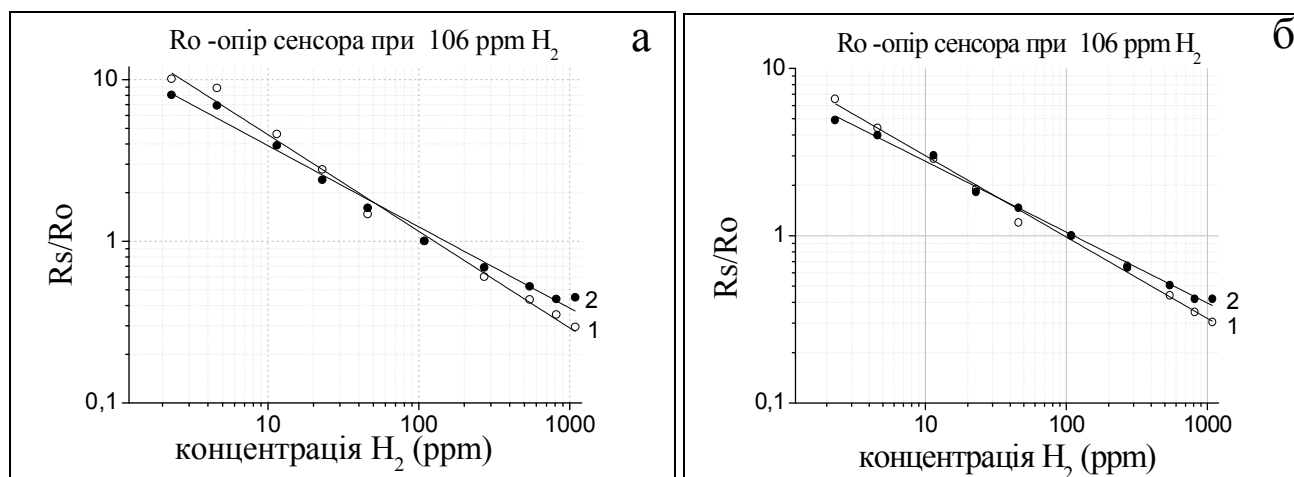 Ro -опір сенсора при 106 ppm H₂
а
10
1
0,1
Rs/Ro
2
1
10 100 1000
концентрація H₂ (ppm)
Ro -опір сенсора при 106 ppm H₂
б
10
1
0,1
Rs/Ro
2
1
10 100 1000
концентрація H₂ (ppm)